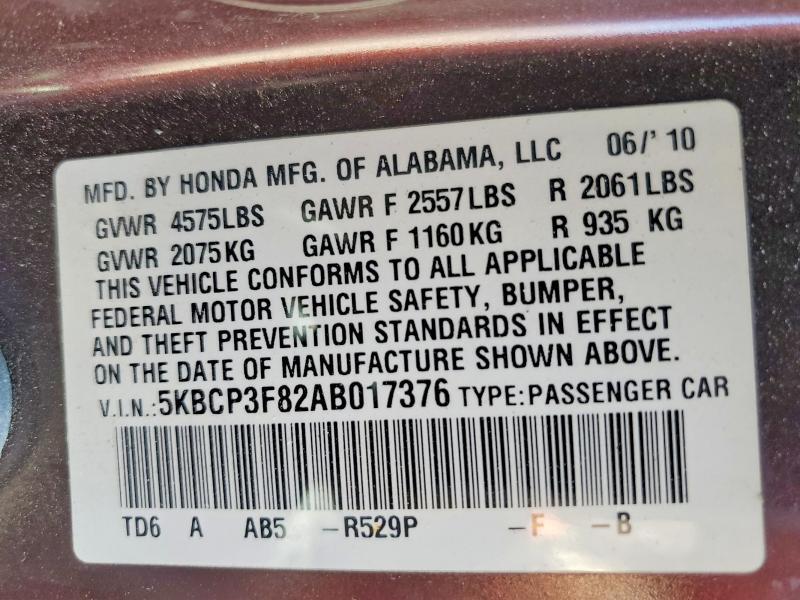 MFD. BY HONDA MFG. OF ALABAMA, LLC 06/'10
GVWR 4575LBS GAWR F 2557LBS R 2061LBS
GVWR 2075KG GAWR F 1160KG R 935 KG
THIS VEHICLE CONFORMS TO ALL APPLICABLE
FEDERAL MOTOR VEHICLE SAFETY, BUMPER,
AND THEFT PREVENTION STANDARDS IN EFFECT
ON THE DATE OF MANUFACTURE SHOWN ABOVE.
V.I.N.:5KBCP3F82AB017376 TYPE:PASSENGER CAR
TD6 A AB5 -R529P -F -B